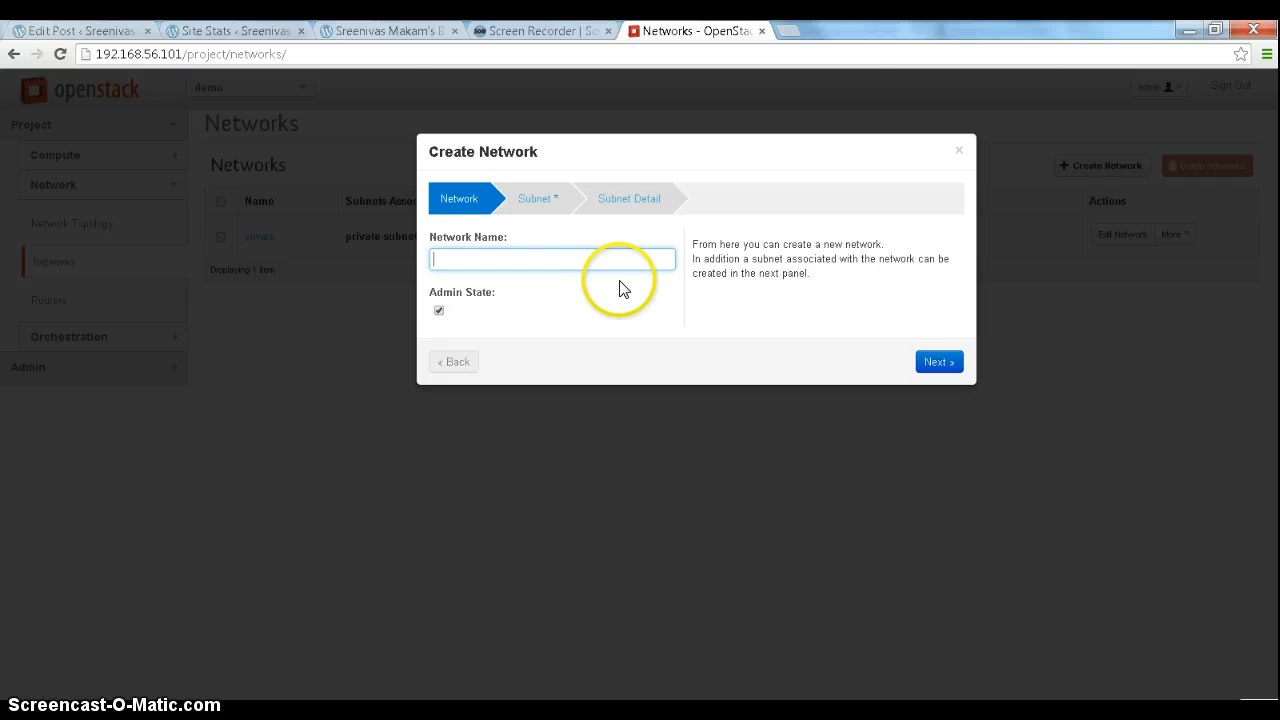 Edit Post ‹ Sreenivas
Site Stats ‹ Sreenivas
Sreenivas Makam's B
Screen Recorder | Sc
Networks - OpenSta
192.168.56.101/project/networks/
openstack
demo
admin
Sign Out
Project
Compute
Network
Network Topology
Networks
Routers
Orchestration
Admin
Networks
Networks
+ Create Network
Delete Networks
Name
Subnets Assoc
Actions
private
private-subnet
Edit Network
More
Displaying 1 item
Create Network
×
Network
Subnet *
Subnet Detail
Network Name:
Admin State:
From here you can create a new network.
In addition a subnet associated with the network can be
created in the next panel.
« Back
Next »
Screencast-O-Matic.com